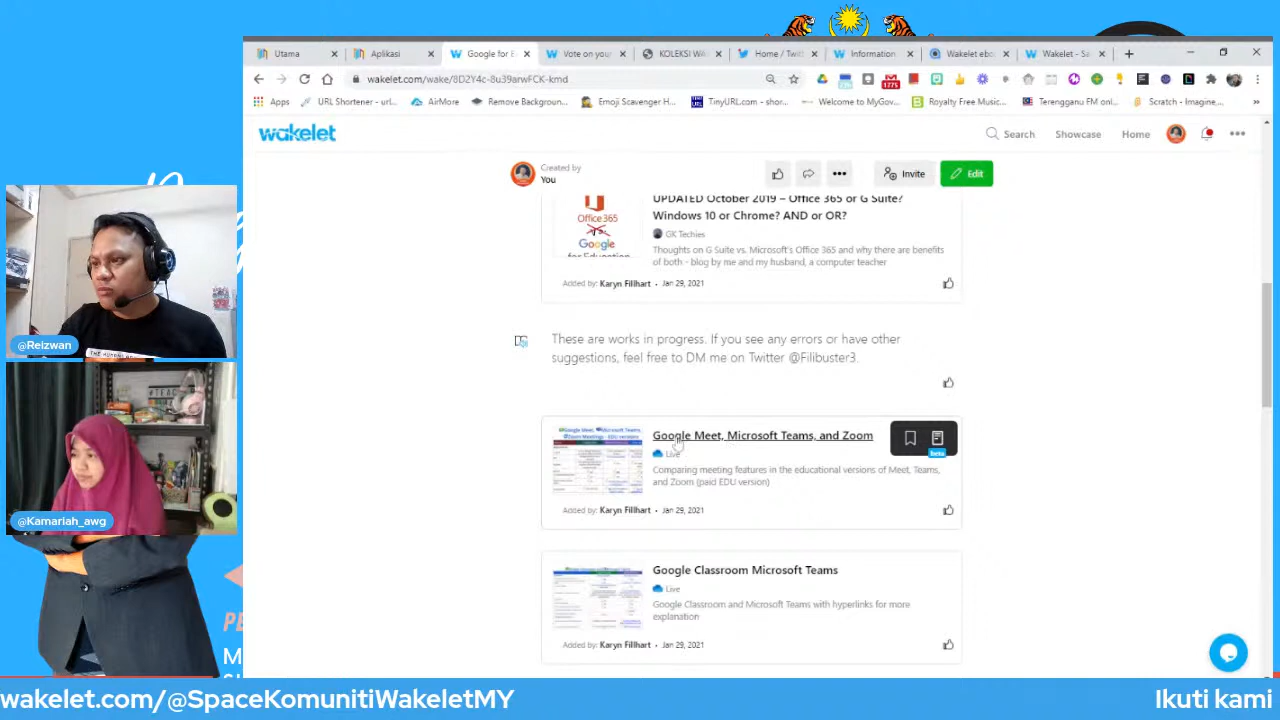 Utama
Aplikasi
Google for E
Vote on your
KOLEKSI WA
Home / Twitt
Information
Wakelet ebo
Wakelet - Sa
wakelet.com/wake/8D2Y4c-8u39arwFCK-kmd
1775
Apps
URL Shortener - url...
AirMore
Remove Backgroun...
Emoji Scavenger H...
TinyURL.com - shor...
Welcome to MyGov...
Royalty Free Music...
Terengganu FM onl...
Scratch - Imagine,...
wakelet
Search
Showcase
Home
Created by
You
Invite
Edit
Office 365
Google
for Education
UPDATED October 2019 – Office 365 or G Suite?
Windows 10 or Chrome? AND or OR?
GK Techies
Thoughts on G Suite vs. Microsoft's Office 365 and why there are benefits
of both - blog by me and my husband, a computer teacher
Added by: Karyn Fillhart • Jan 29, 2021
These are works in progress. If you see any errors or have other
suggestions, feel free to DM me on Twitter @Filibuster3.
Google Meet, Microsoft Teams, and Zoom
beta
Live
Comparing meeting features in the educational versions of Meet, Teams,
and Zoom (paid EDU version)
Added by: Karyn Fillhart • Jan 29, 2021
Google Classroom Microsoft Teams
Live
Google Classroom and Microsoft Teams with hyperlinks for more
explanation
Added by: Karyn Fillhart • Jan 29, 2021
@Reizwan
@Kamariah_awg
wakelet.com/@SpaceKomunitiWakeletMY
Ikuti kami